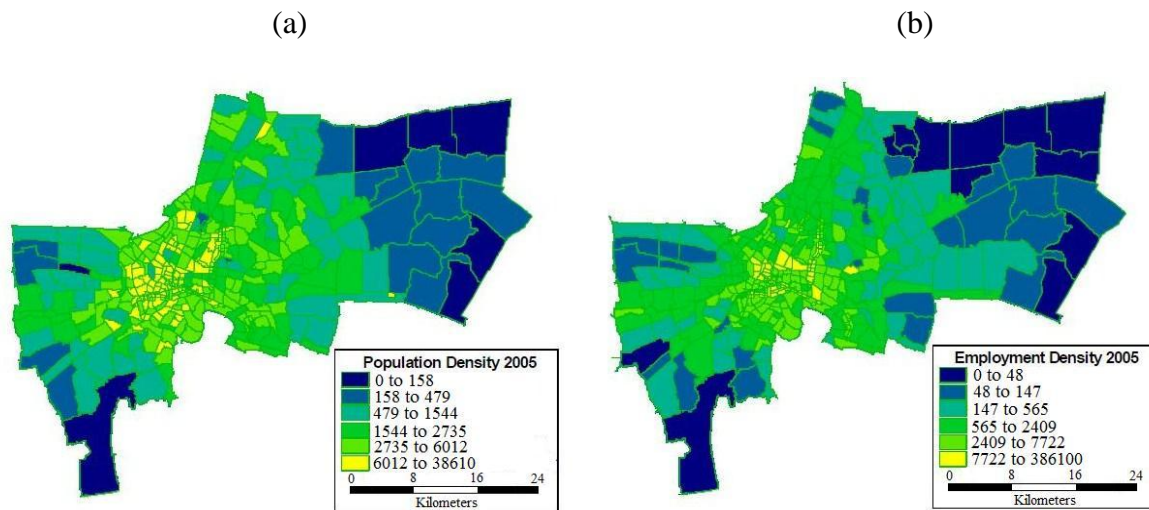 (a)
(b)
Population Density 2005
0 to 158
158 to 479
479 to 1544
1544 to 2735
2735 to 6012
6012 to 38610
0 8 16 24
Kilometers
Employment Density 2005
0 to 48
48 to 147
147 to 565
565 to 2409
2409 to 7722
7722 to 386100
0 8 16 24
Kilometers